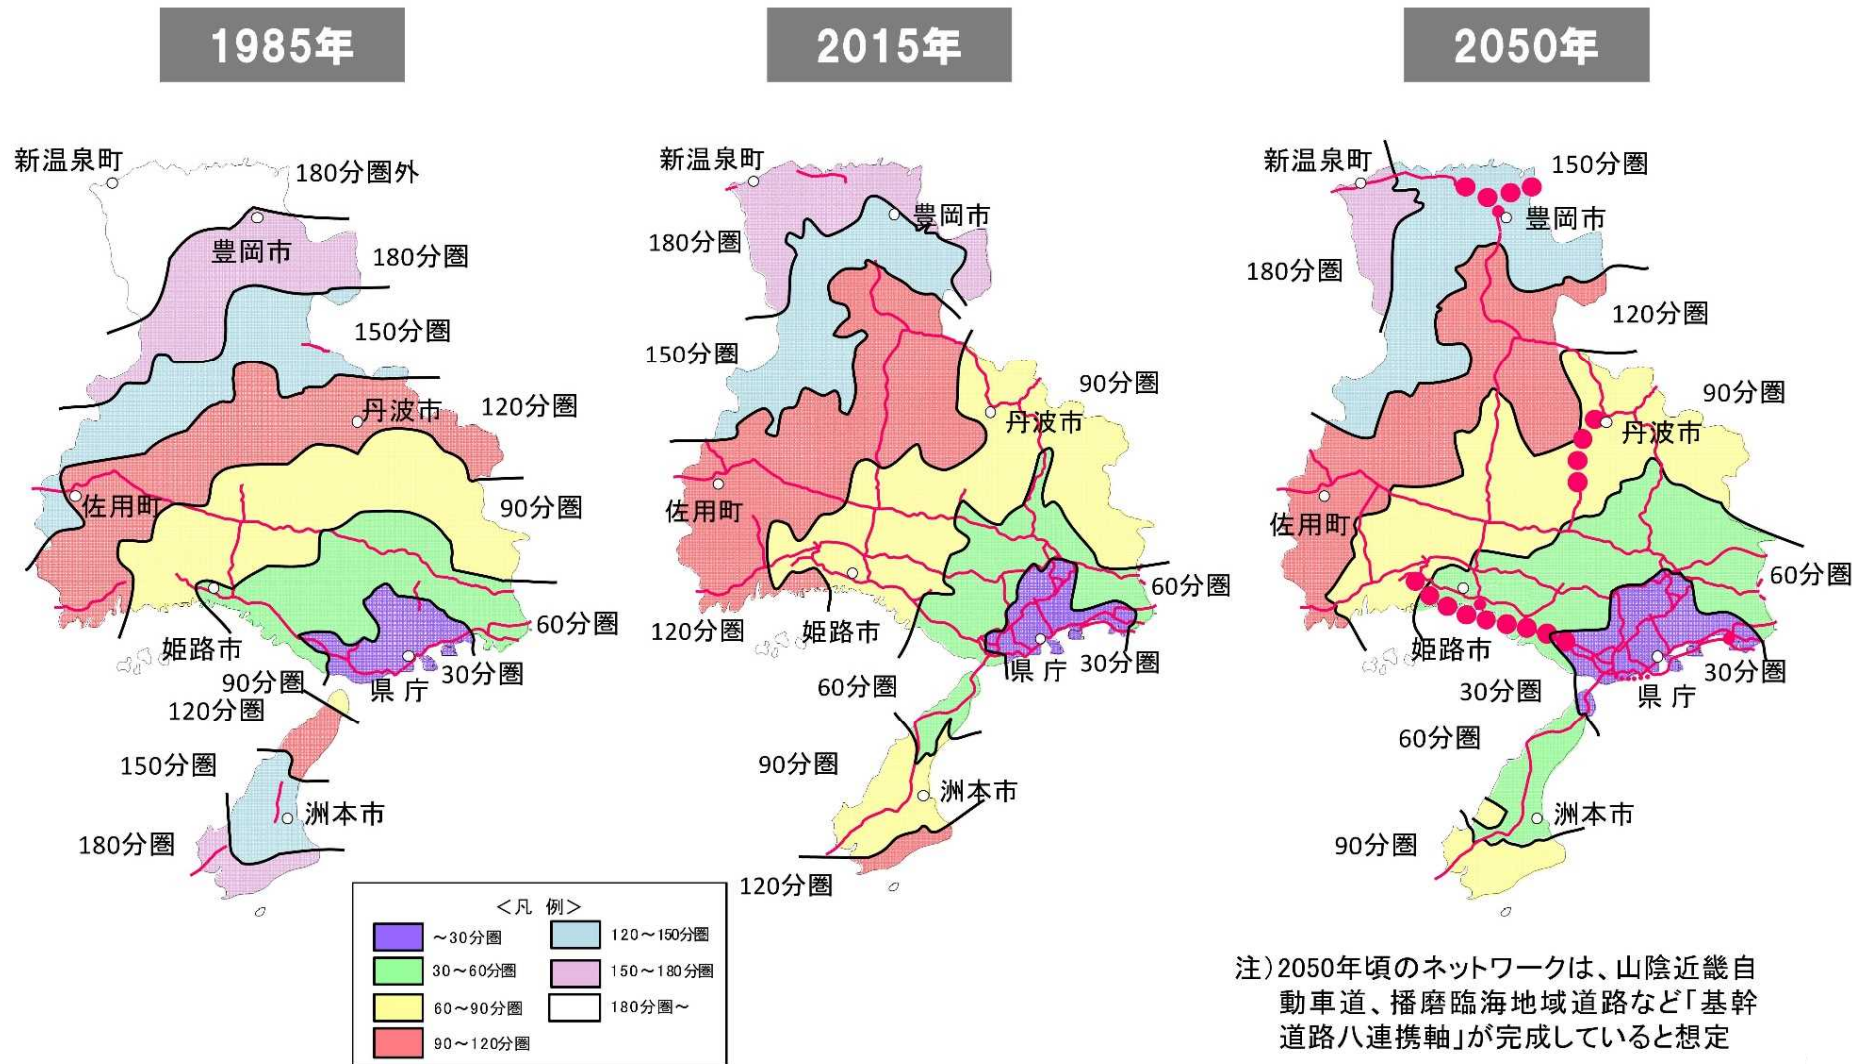 1985年
2015年
2050年
新温泉町
180分圏外
豊岡市
180分圏
150分圏
120分圏
丹波市
佐用町
90分圏
60分圏
姫路市
90分圏
30分圏
県庁
120分圏
150分圏
洲本市
180分圏
新温泉町
豊岡市
180分圏
150分圏
90分圏
丹波市
佐用町
60分圏
120分圏
姫路市
30分圏
県庁
60分圏
90分圏
洲本市
120分圏
新温泉町
150分圏
豊岡市
180分圏
120分圏
90分圏
丹波市
佐用町
60分圏
姫路市
30分圏
30分圏
県庁
60分圏
洲本市
90分圏
<凡 例>
～30分圏
30～60分圏
60～90分圏
90～120分圏
120～150分圏
150～180分圏
180分圏～
注)2050年頃のネットワークは、山陰近畿自
動車道、播磨臨海地域道路など「基幹
道路八連携軸」が完成していると想定